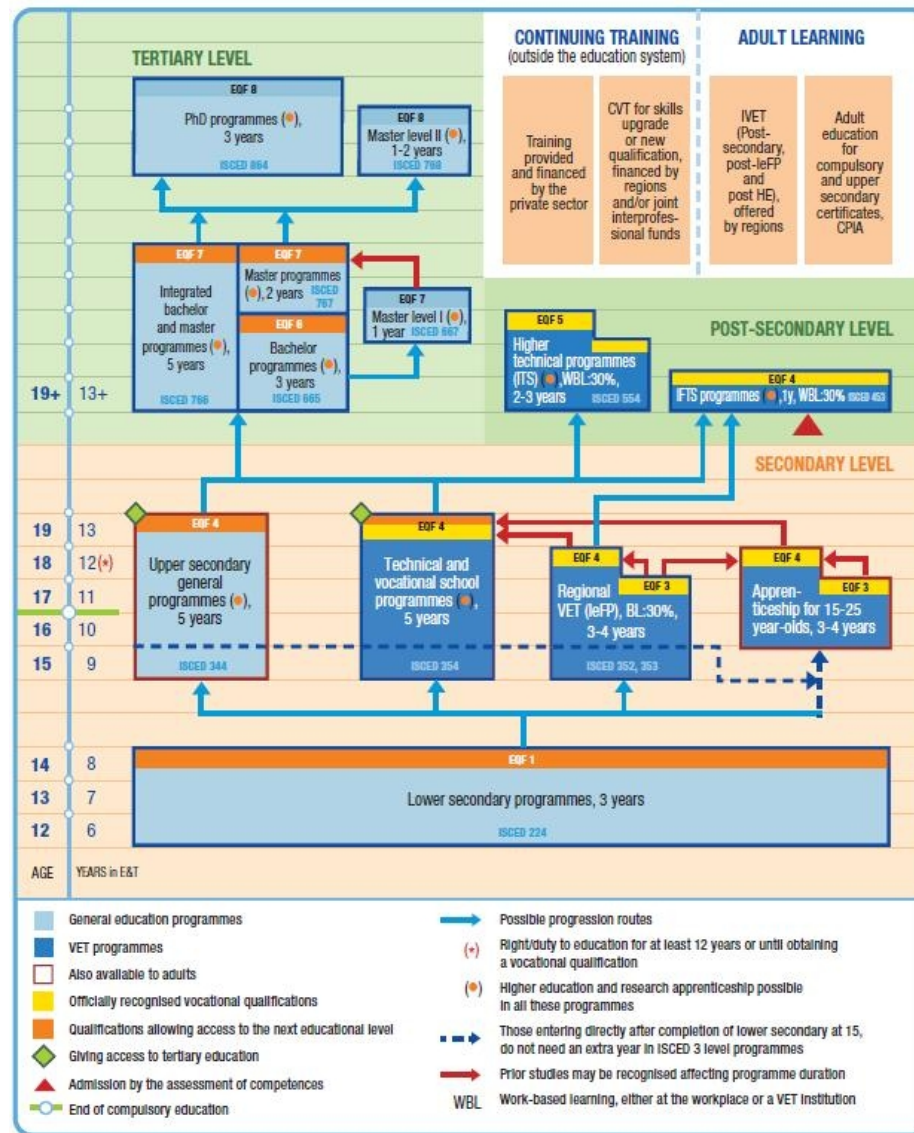 TERTIARY LEVEL
EQF 8
PhD programmes (●),
3 years
ISCED 864
EQF 8
Master level II (●),
1-2 years
ISCED 768
CONTINUING TRAINING
(outside the education system)
Training
provided
and financed
by the
private sector
CVT for skills
upgrade
or new
qualification,
financed by
regions
and/or joint
interprofes-
sional funds
ADULT LEARNING
IVET
(Post-
secondary,
post-leFP
and
post HE),
offered
by regions
Adult
education
for
compulsory
and upper
secondary
certificates,
CPIA
EQF 7
Integrated
bachelor
and master
programmes (●),
5 years
ISCED 766
EQF 7
Master programmes
(●), 2 years ISCED
767
EQF 6
Bachelor
programmes (●),
3 years
ISCED 665
EQF 7
Master level I (●),
1 year ISCED 667
POST-SECONDARY LEVEL
EQF 5
Higher
technical programmes
(ITS) (●),WBL:30%,
2-3 years
ISCED 554
EQF 4
IFTS programmes (●),1y, WBL:30% ISCED 453
19+ 13+
SECONDARY LEVEL
19 13
18 12(*)
17 11
16 10
15 9
EQF 4
Upper secondary
general
programmes (●),
5 years
ISCED 344
EQF 4
Technical and
vocational school
programmes (●),
5 years
ISCED 354
EQF 4
EQF 3
Regional
VET (leFP), BL:30%,
3-4 years
ISCED 352, 353
EQF 4
EQF 3
Appren-
ticeship for 15-25
year-olds, 3-4 years
14 8
13 7
12 6
EQF 1
Lower secondary programmes, 3 years
ISCED 224
AGE YEARS in E&T
General education programmes
VET programmes
Also available to adults
Officially recognised vocational qualifications
Qualifications allowing access to the next educational level
Giving access to tertiary education
Admission by the assessment of competences
End of compulsory education
Possible progression routes
(*) Right/duty to education for at least 12 years or until obtaining
a vocational qualification
(●) Higher education and research apprenticeship possible
in all these programmes
Those entering directly after completion of lower secondary at 15,
do not need an extra year in ISCED 3 level programmes
Prior studies may be recognised affecting programme duration
WBL Work-based learning, either at the workplace or a VET Institution